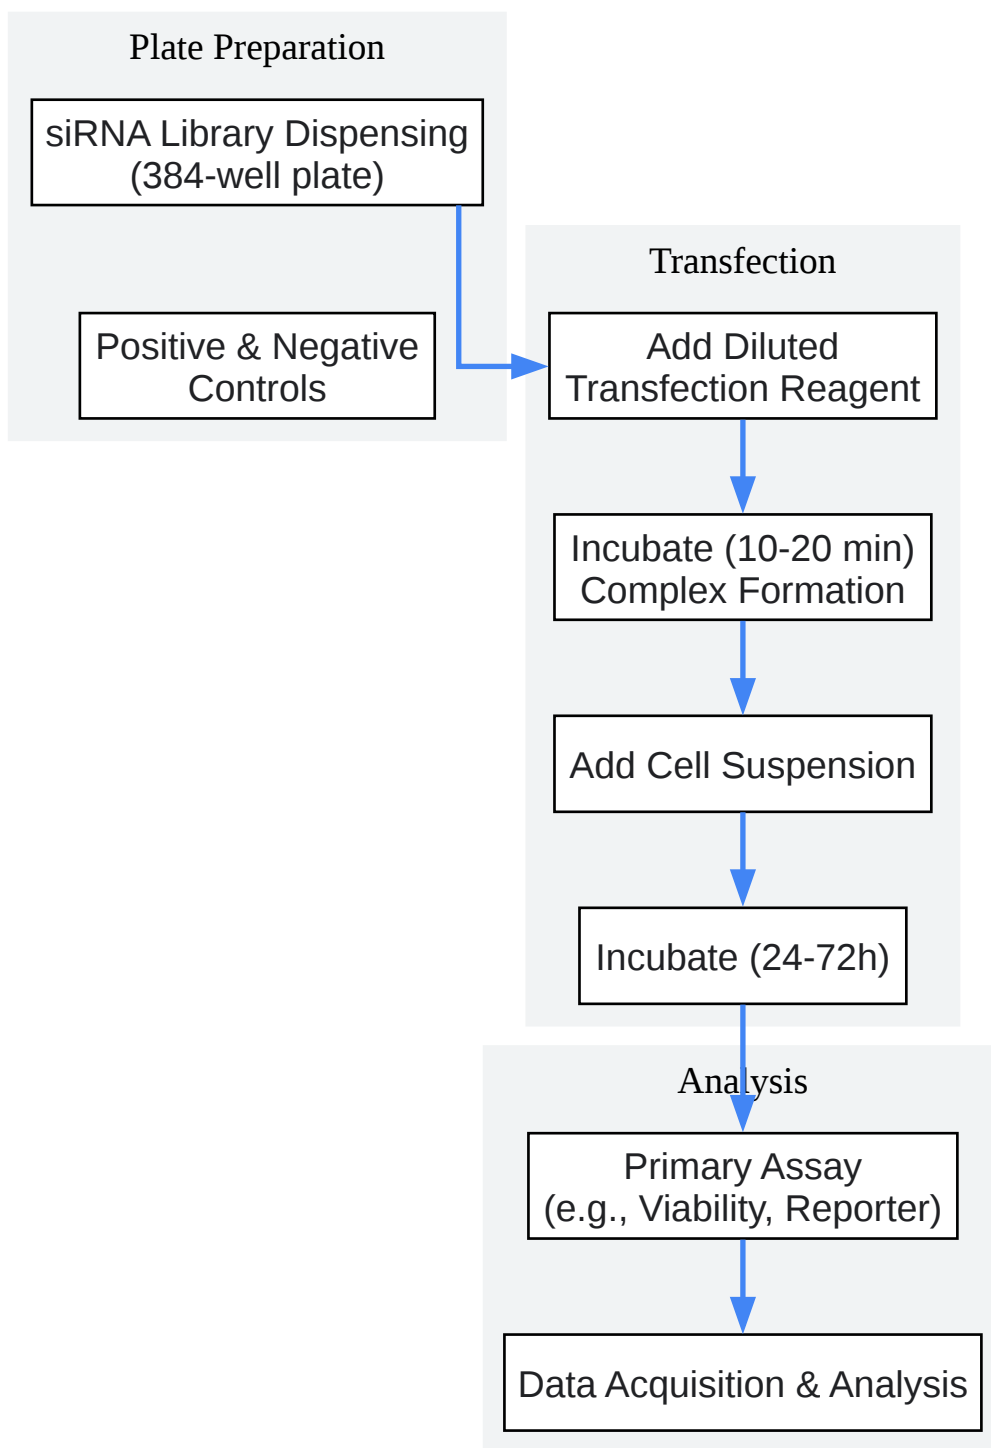 Plate Preparation
siRNA Library Dispensing
(384-well plate)
Positive & Negative
Controls
Transfection
Add Diluted
Transfection Reagent
Incubate (10-20 min)
Complex Formation
Add Cell Suspension
Incubate (24-72h)
Analysis
Primary Assay
(e.g., Viability, Reporter)
Data Acquisition & Analysis